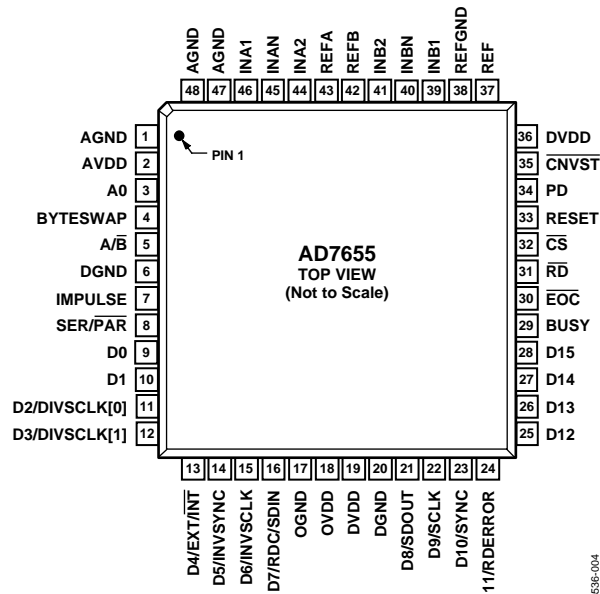 48 AGND
47 AGND
46 INA1
45 INAN
44 INA2
43 REFA
42 REFB
41 INB2
40 INBN
39 INB1
38 REFGND
37 REF
AGND 1
AVDD 2
A0 3
BYTESWAP 4
A/B̅ 5
DGND 6
IMPULSE 7
SER/P̅A̅R̅ 8
D0 9
D1 10
D2/DIVSCLK[0] 11
D3/DIVSCLK[1] 12
PIN 1
AD7655
TOP VIEW
(Not to Scale)
36 DVDD
35 C̅N̅V̅S̅T̅
34 PD
33 RESET
32 C̅S̅
31 R̅D̅
30 E̅O̅C̅
29 BUSY
28 D15
27 D14
26 D13
25 D12
13 D4/EXT/I̅N̅T̅
14 D5/INVSYNC
15 D6/INVSCLK
16 D7/RDC/SDIN
17 OGND
18 OVDD
19 DVDD
20 DGND
21 D8/SDOUT
22 D9/SCLK
23 D10/SYNC
24 11/RDERROR
536-004